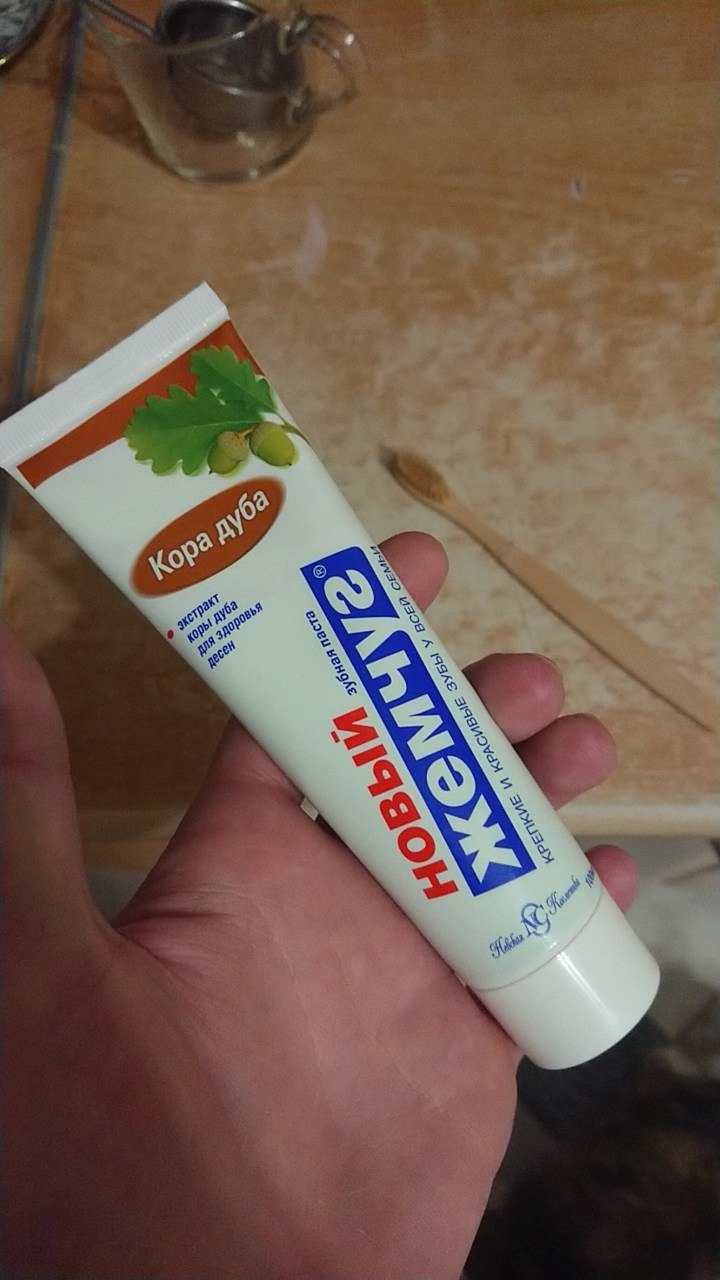 Кора дуба
экстракт
коры дуба
для здоровья
десен
НОВЫЙ зубная паста
жемчуг®
КРЕПКИЕ И КРАСИВЫЕ ЗУБЫ У ВСЕЙ СЕМЬИ
Невская NC Косметика